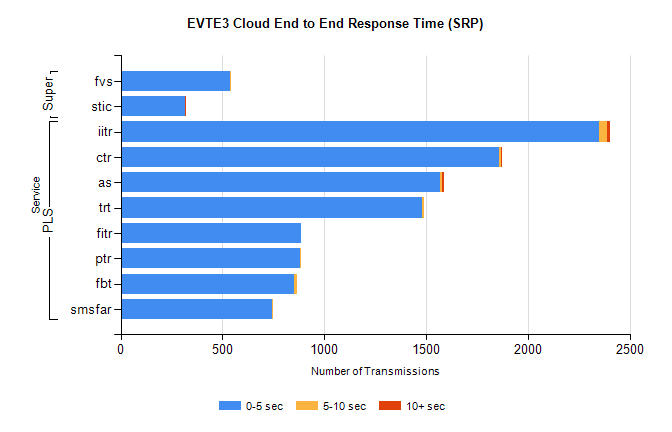 EVTE3 Cloud End to End Response Time (SRP)
Super
fvs
stic
Service
PLS
iitr
ctr
as
trt
fitr
ptr
fbt
smsfar
0 500 1000 1500 2000 2500
Number of Transmissions
0-5 sec 5-10 sec 10+ sec